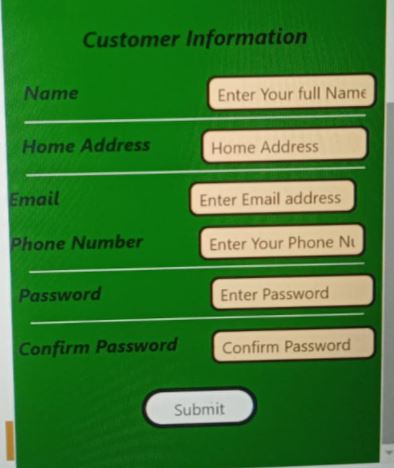 Customer Information
Name Enter Your full Name
Home Address Home Address
Email Enter Email address
Phone Number Enter Your Phone Nu
Password Enter Password
Confirm Password Confirm Password
Submit